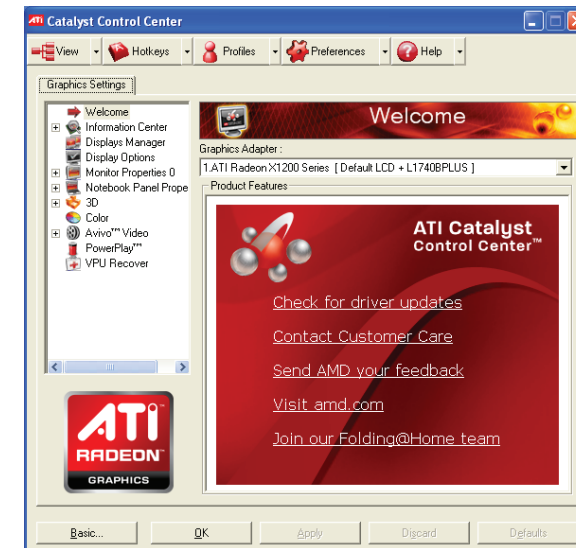 ATI Catalyst Control Center
View Hotkeys Profiles Preferences Help
Graphics Settings
Welcome
Information Center
Displays Manager
Display Options
Monitor Properties 0
Notebook Panel Prope
3D
Color
Avivo™ Video
PowerPlay™
VPU Recover
ATI
RADEON
GRAPHICS
Welcome
Graphics Adapter :
1.ATI Radeon X1200 Series [ Default LCD + L1740BPLUS ]
Product Features
ATI Catalyst
Control Center™
Check for driver updates
Contact Customer Care
Send AMD your feedback
Visit amd.com
Join our Folding@Home team
Basic... OK Apply Discard Defaults